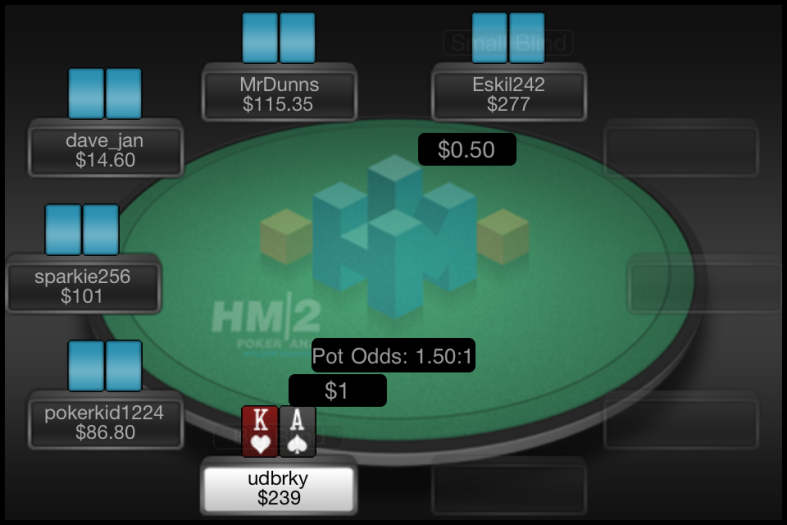 Small Blind
MrDunns
$115.35
Eskil242
$277
dave_jan
$14.60
$0.50
sparkie256
$101
HM|2
Pot Odds: 1.50:1
$1
pokerkid1224
$86.80
K A
udbrky
$239